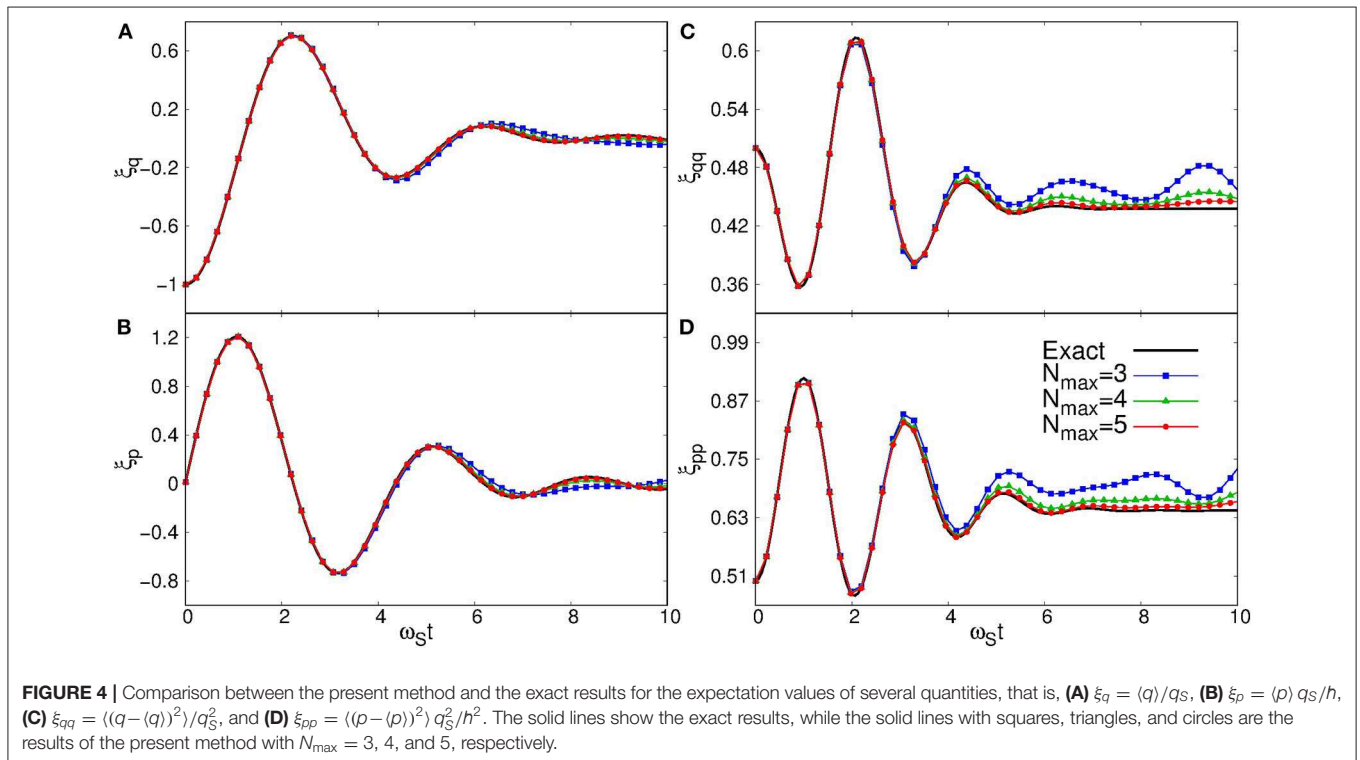 A
0.6
0.2
−0.2
−0.6
−1
ξq
B
1.2
0.8
0.4
0
−0.4
−0.8
ξp
0 2 4 6 8 10
ωSt
C
0.6
0.54
0.48
0.42
0.36
ξqq
D
0.99
0.87
0.75
0.63
0.51
ξpp
Exact
Nmax=3
Nmax=4
Nmax=5
0 2 4 6 8 10
ωSt
FIGURE 4 | Comparison between the present method and the exact results for the expectation values of several quantities, that is, (A) ξq = ⟨q⟩/qS, (B) ξp = ⟨p⟩ qS/h,
(C) ξqq = ⟨(q−⟨q⟩)²⟩/qS², and (D) ξpp = ⟨(p−⟨p⟩)²⟩ qS²/h². The solid lines show the exact results, while the solid lines with squares, triangles, and circles are the
results of the present method with Nmax = 3, 4, and 5, respectively.